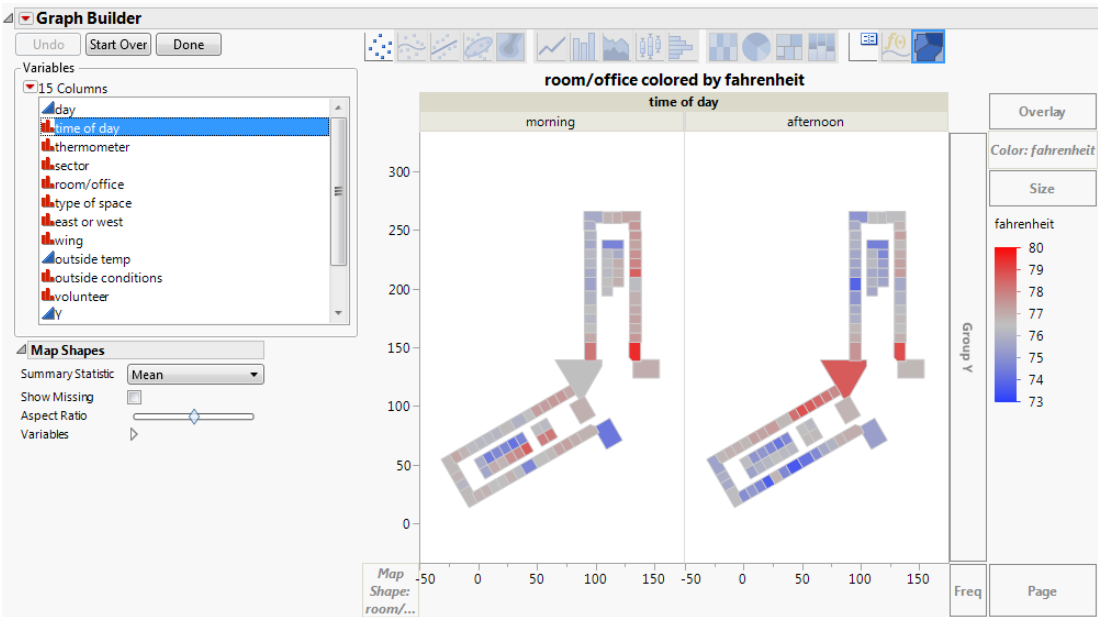 Graph Builder
Undo Start Over Done
Variables
15 Columns
day
time of day
thermometer
sector
room/office
type of space
east or west
wing
outside temp
outside conditions
volunteer
Y
Map Shapes
Summary Statistic Mean
Show Missing
Aspect Ratio
Variables
room/office colored by fahrenheit
time of day
morning afternoon
300
250
200
150
100
50
0
-50 0 50 100 150 -50 0 50 100 150
Map
Shape:
room/...
Group Y
Freq
Page
Overlay
Color: fahrenheit
Size
fahrenheit
80
79
78
77
76
75
74
73